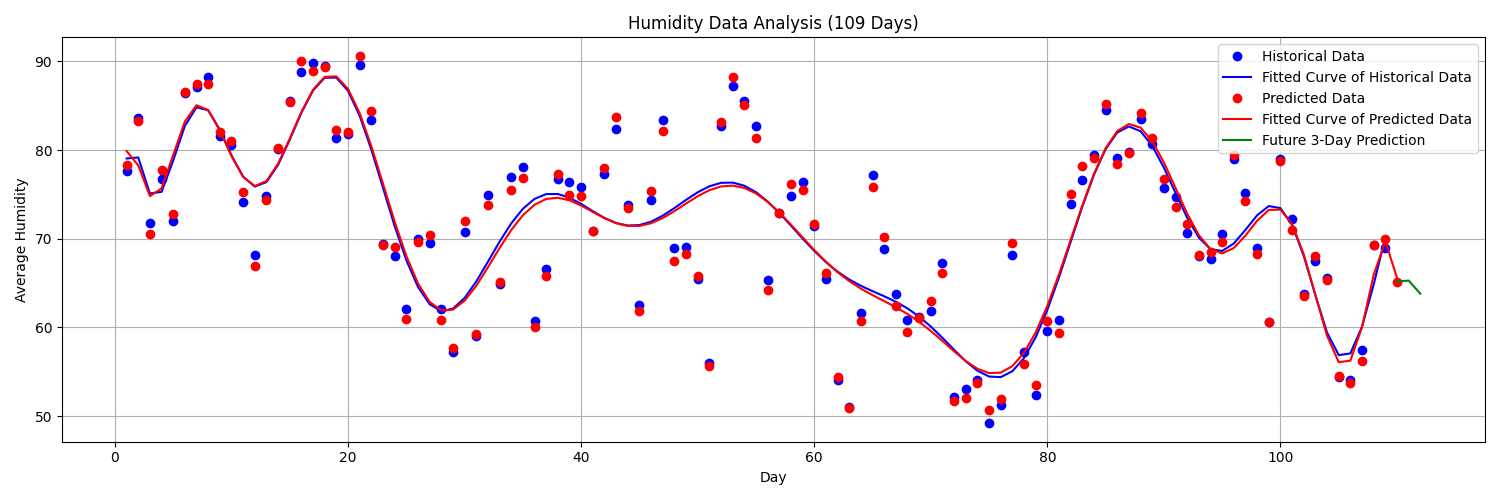 Humidity Data Analysis (109 Days)
Average Humidity
90
80
70
60
50
0
20
40
60
80
100
Day
Historical Data
Fitted Curve of Historical Data
Predicted Data
Fitted Curve of Predicted Data
Future 3-Day Prediction